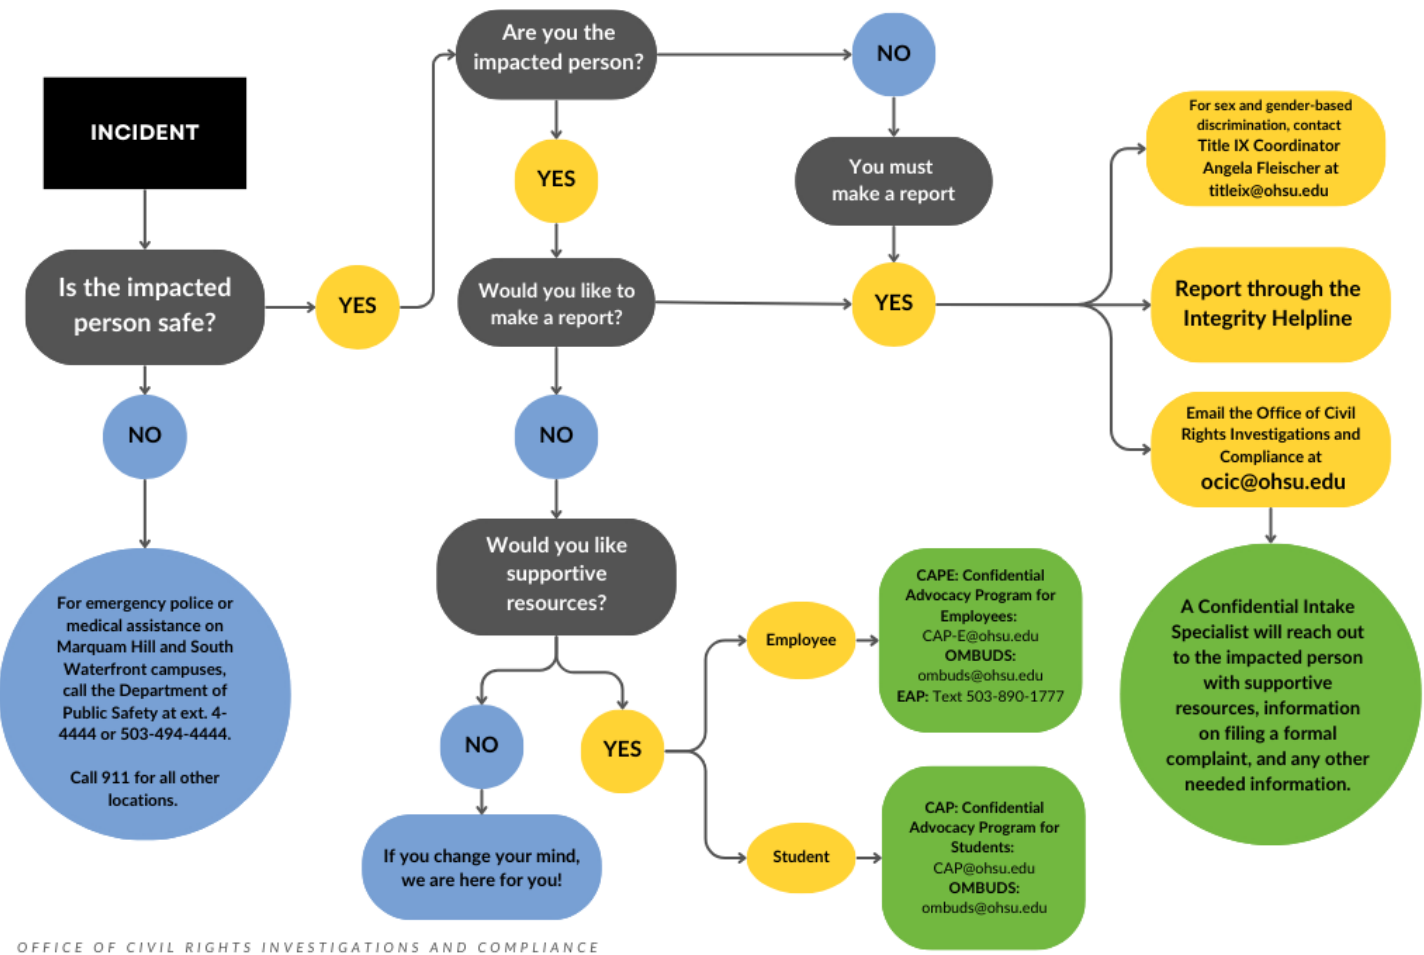 INCIDENT
Is the impacted
person safe?
YES
NO
For emergency police or
medical assistance on
Marquam Hill and South
Waterfront campuses,
call the Department of
Public Safety at ext. 4-
4444 or 503-494-4444.
Call 911 for all other
locations.
Are you the
impacted person?
NO
YES
You must
make a report
Would you like to
make a report?
YES
NO
For sex and gender-based
discrimination, contact
Title IX Coordinator
Angela Fleischer at
titleix@ohsu.edu
Report through the
Integrity Helpline
Email the Office of Civil
Rights Investigations and
Compliance at
ocic@ohsu.edu
A Confidential Intake
Specialist will reach out
to the impacted person
with supportive
resources, information
on filing a formal
complaint, and any other
needed information.
Would you like
supportive
resources?
NO
YES
If you change your mind,
we are here for you!
Employee
CAPE: Confidential
Advocacy Program for
Employees:
CAP-E@ohsu.edu
OMBUDS:
ombuds@ohsu.edu
EAP: Text 503-890-1777
Student
CAP: Confidential
Advocacy Program for
Students:
CAP@ohsu.edu
OMBUDS:
ombuds@ohsu.edu
OFFICE OF CIVIL RIGHTS INVESTIGATIONS AND COMPLIANCE